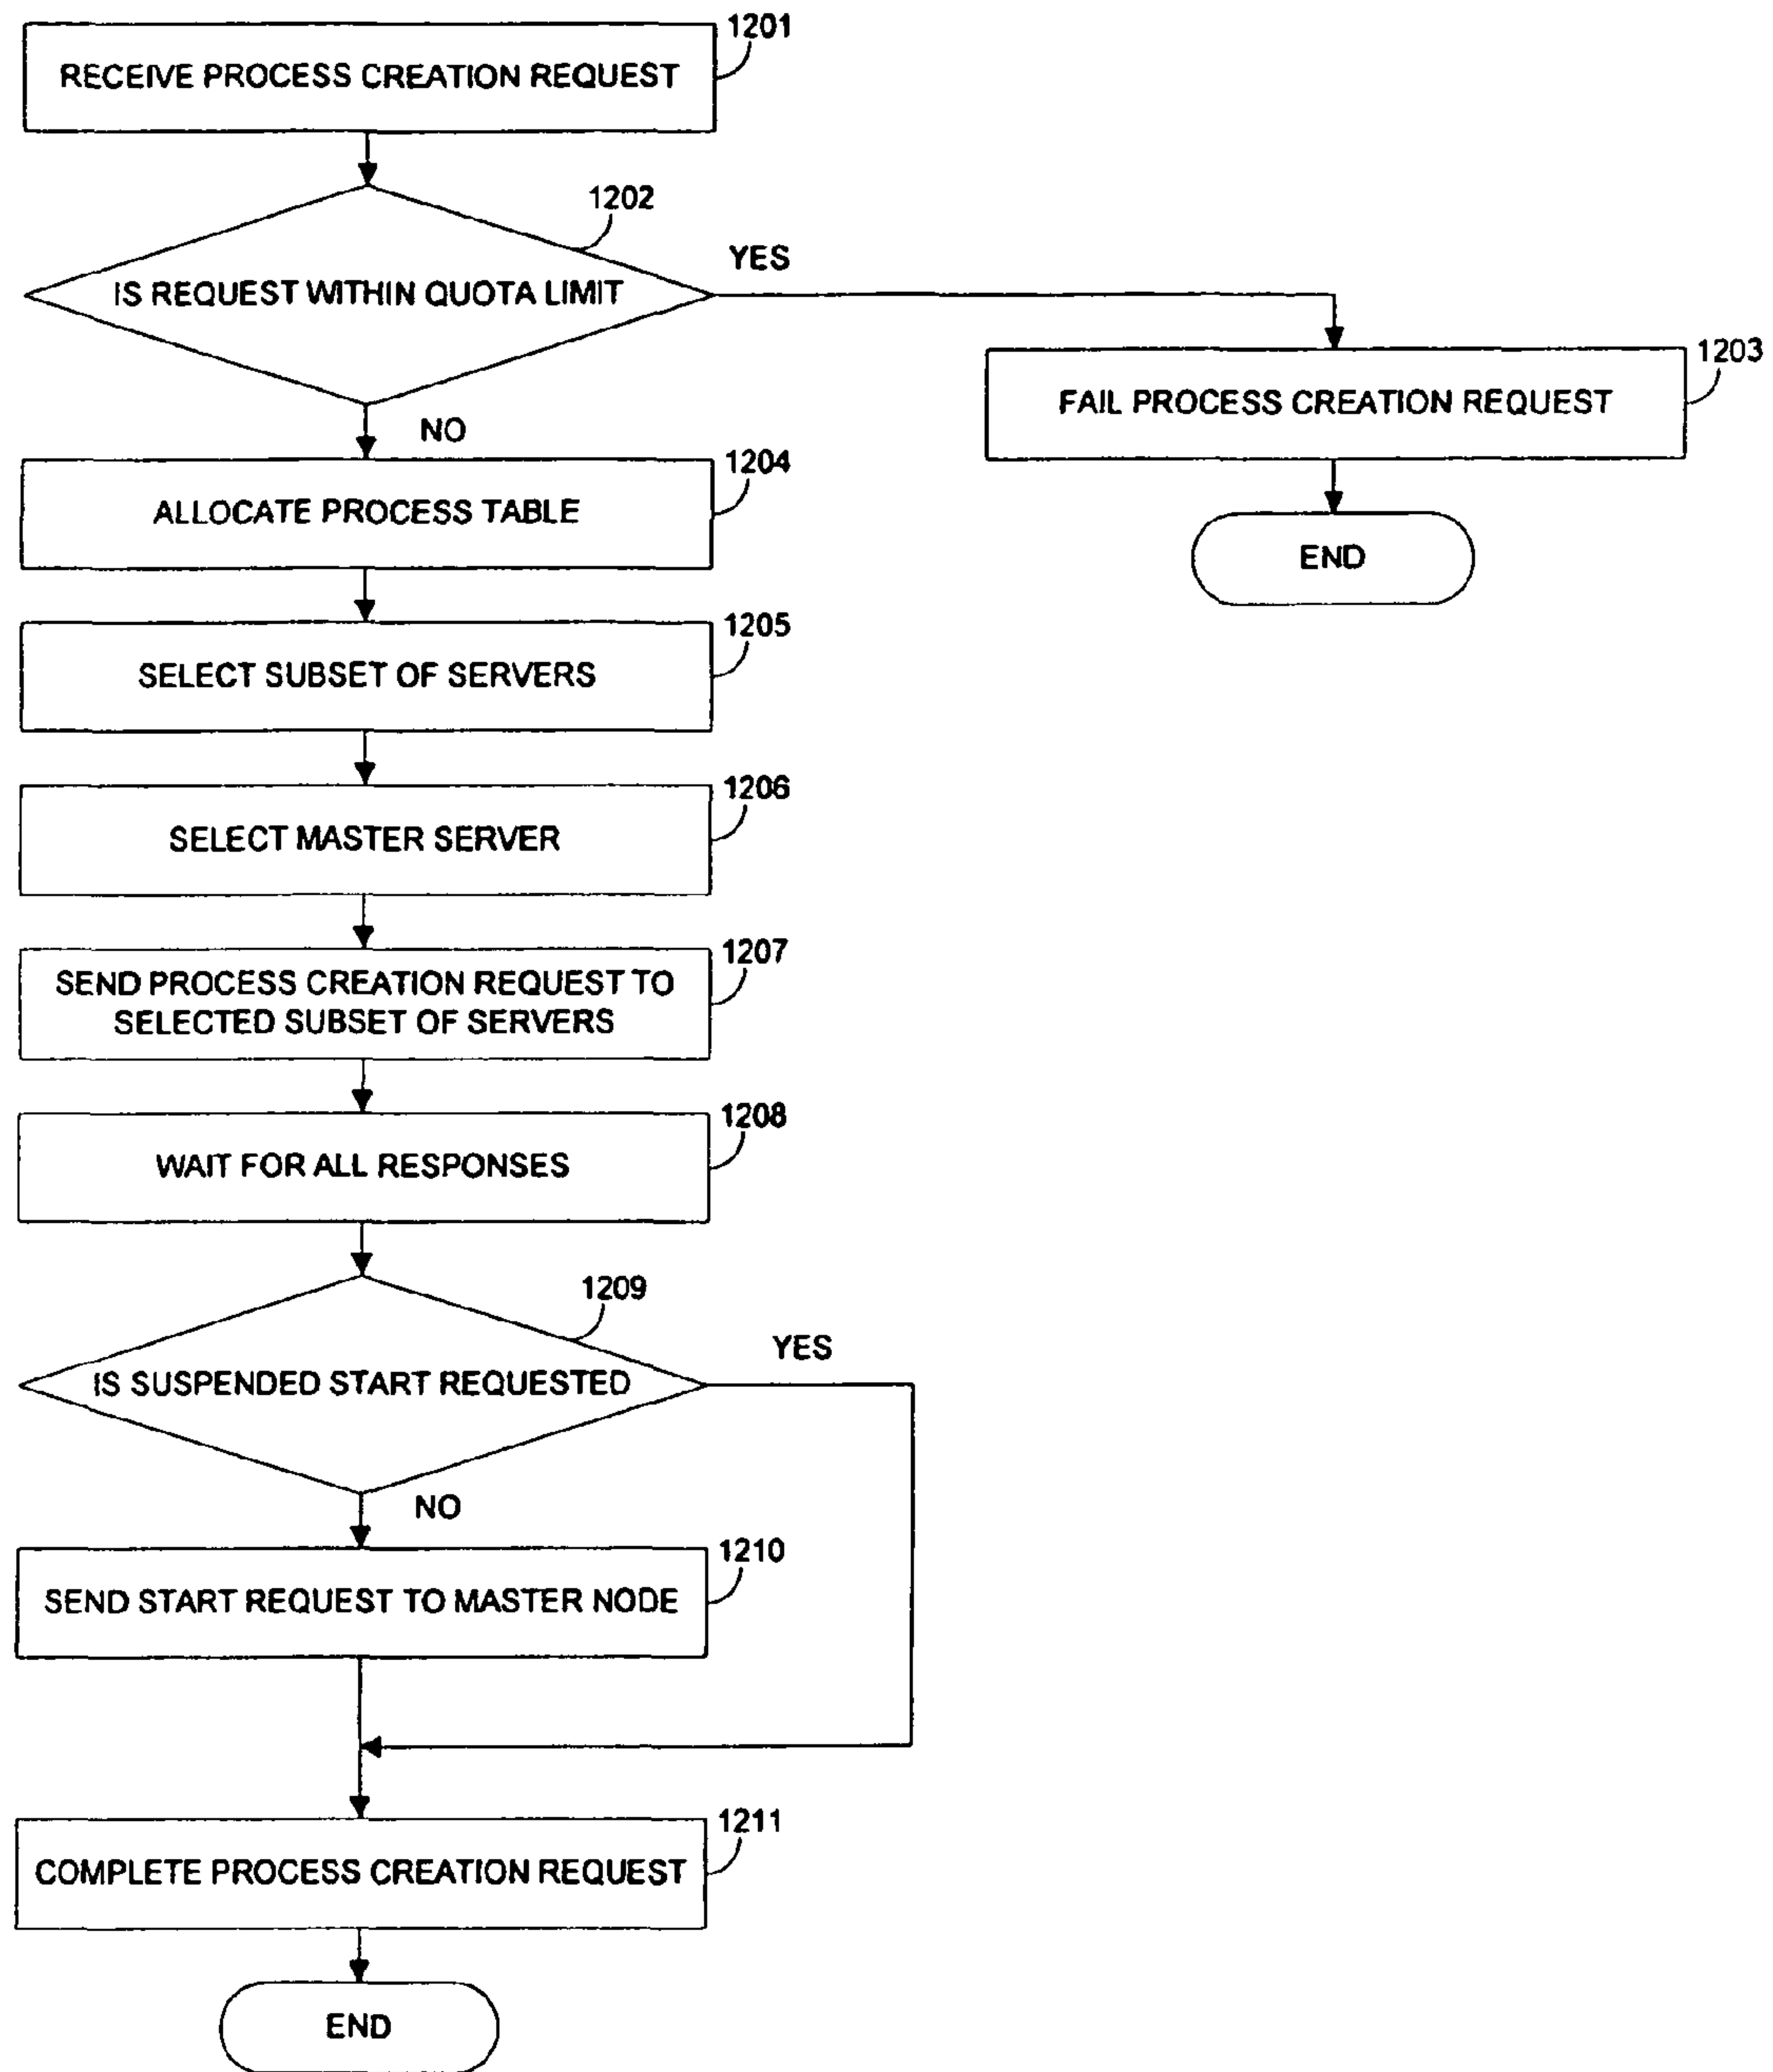 1201
RECEIVE PROCESS CREATION REQUEST
1202
YES
IS REQUEST WITHIN QUOTA LIMIT
1203
FAIL PROCESS CREATION REQUEST
NO
1204
ALLOCATE PROCESS TABLE
END
1205
SELECT SUBSET OF SERVERS
1206
SELECT MASTER SERVER
1207
SEND PROCESS CREATION REQUEST TO
SELECTED SUBSET OF SERVERS
1208
WAIT FOR ALL RESPONSES
1209
YES
IS SUSPENDED START REQUESTED
NO
1210
SEND START REQUEST TO MASTER NODE
1211
COMPLETE PROCESS CREATION REQUEST
END